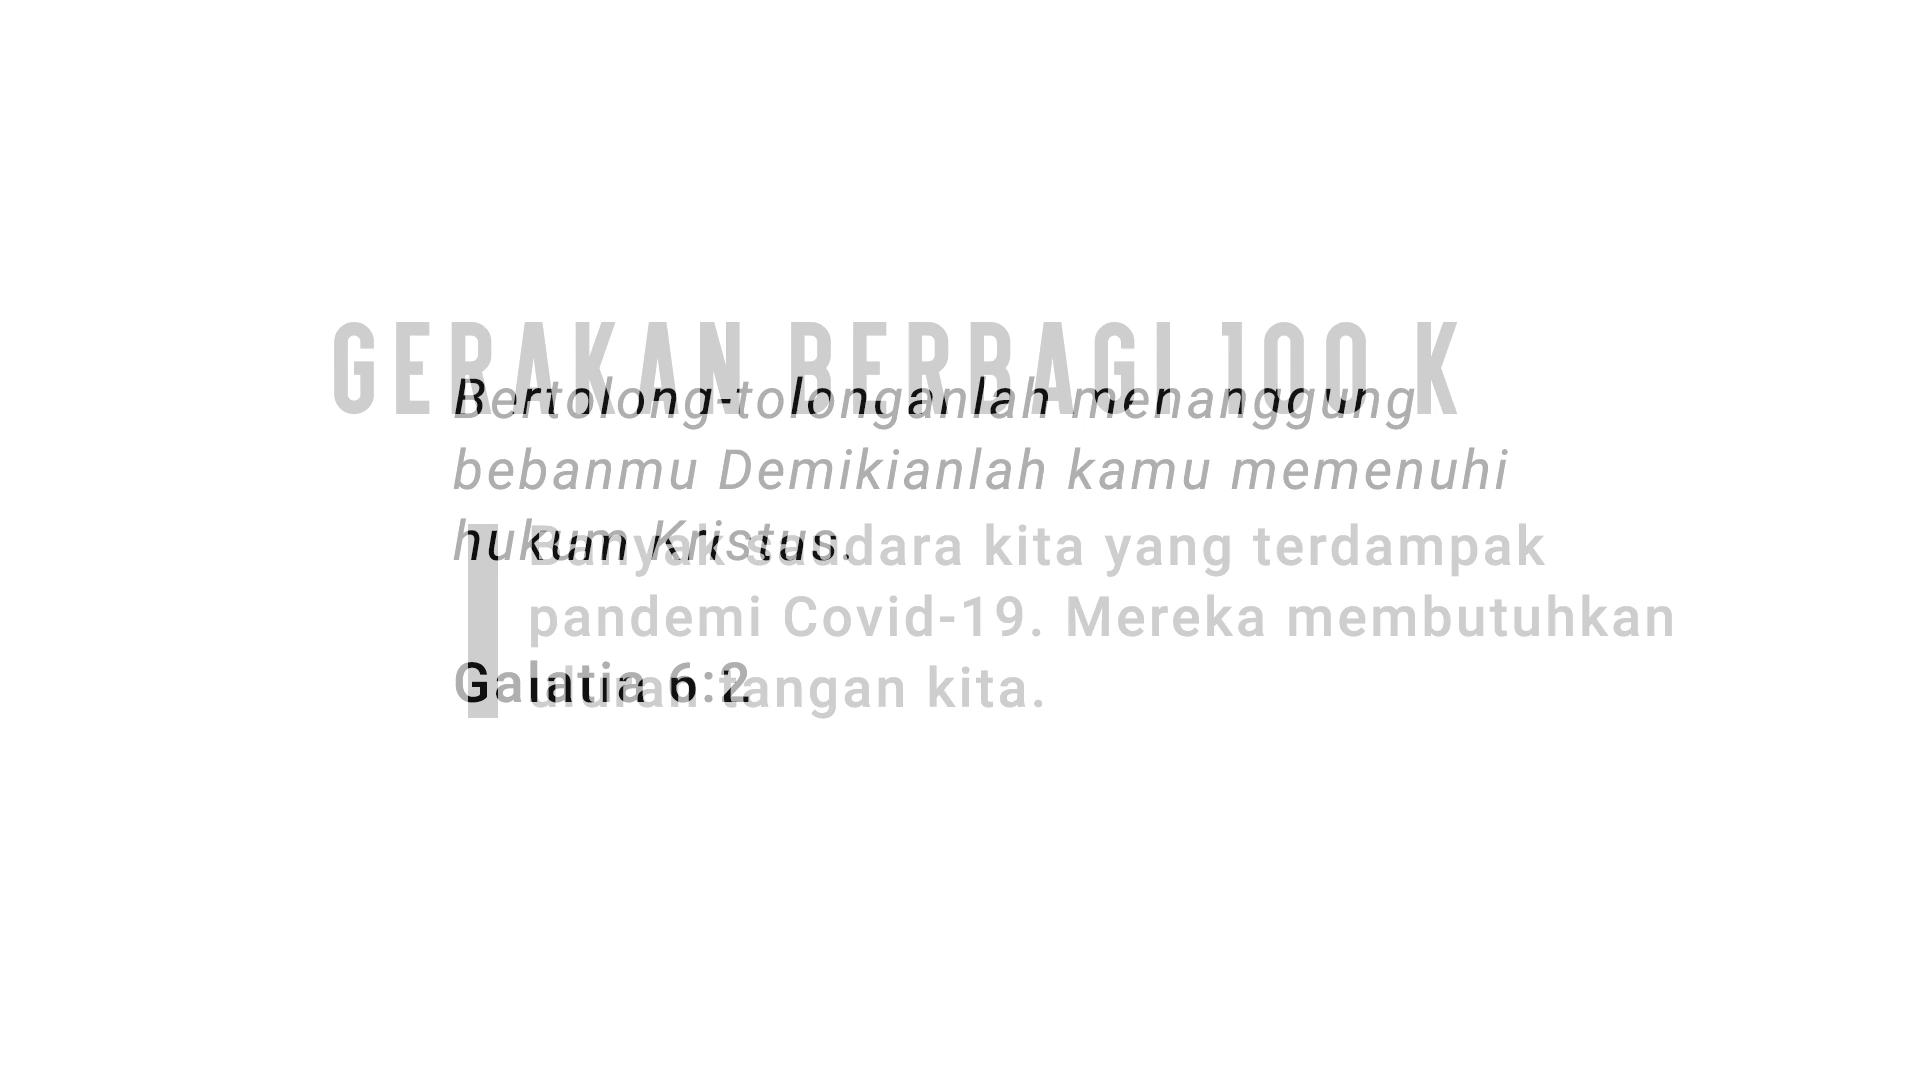 GERAKAN BERBAGI 100 K
Bertolong-tolonganlah menanggung
bebanmu Demikianlah kamu memenuhi
hukum Kristus.
Banyak saudara kita yang terdampak
pandemi Covid-19. Mereka membutuhkan
uluran tangan kita.
Galatia 6:2